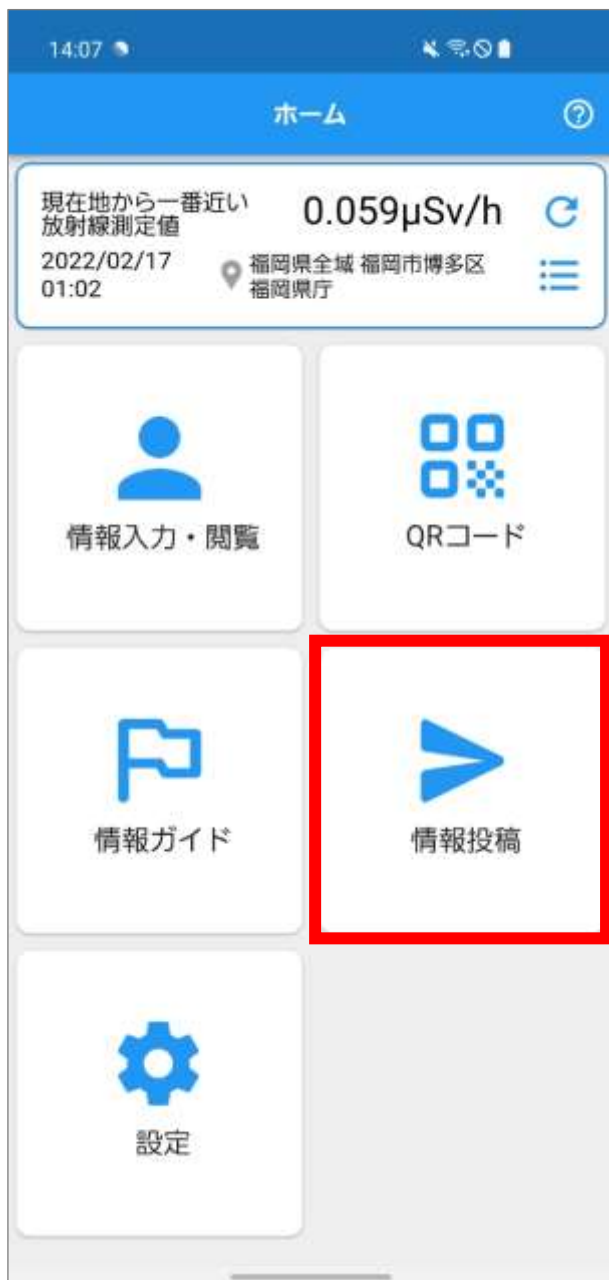 14:07
ホーム
現在地から一番近い
放射線測定値
0.059μSv/h
2022/02/17
01:02
福岡県全域 福岡市博多区
福岡県庁
情報入力・閲覧
QRコード
情報ガイド
情報投稿
設定